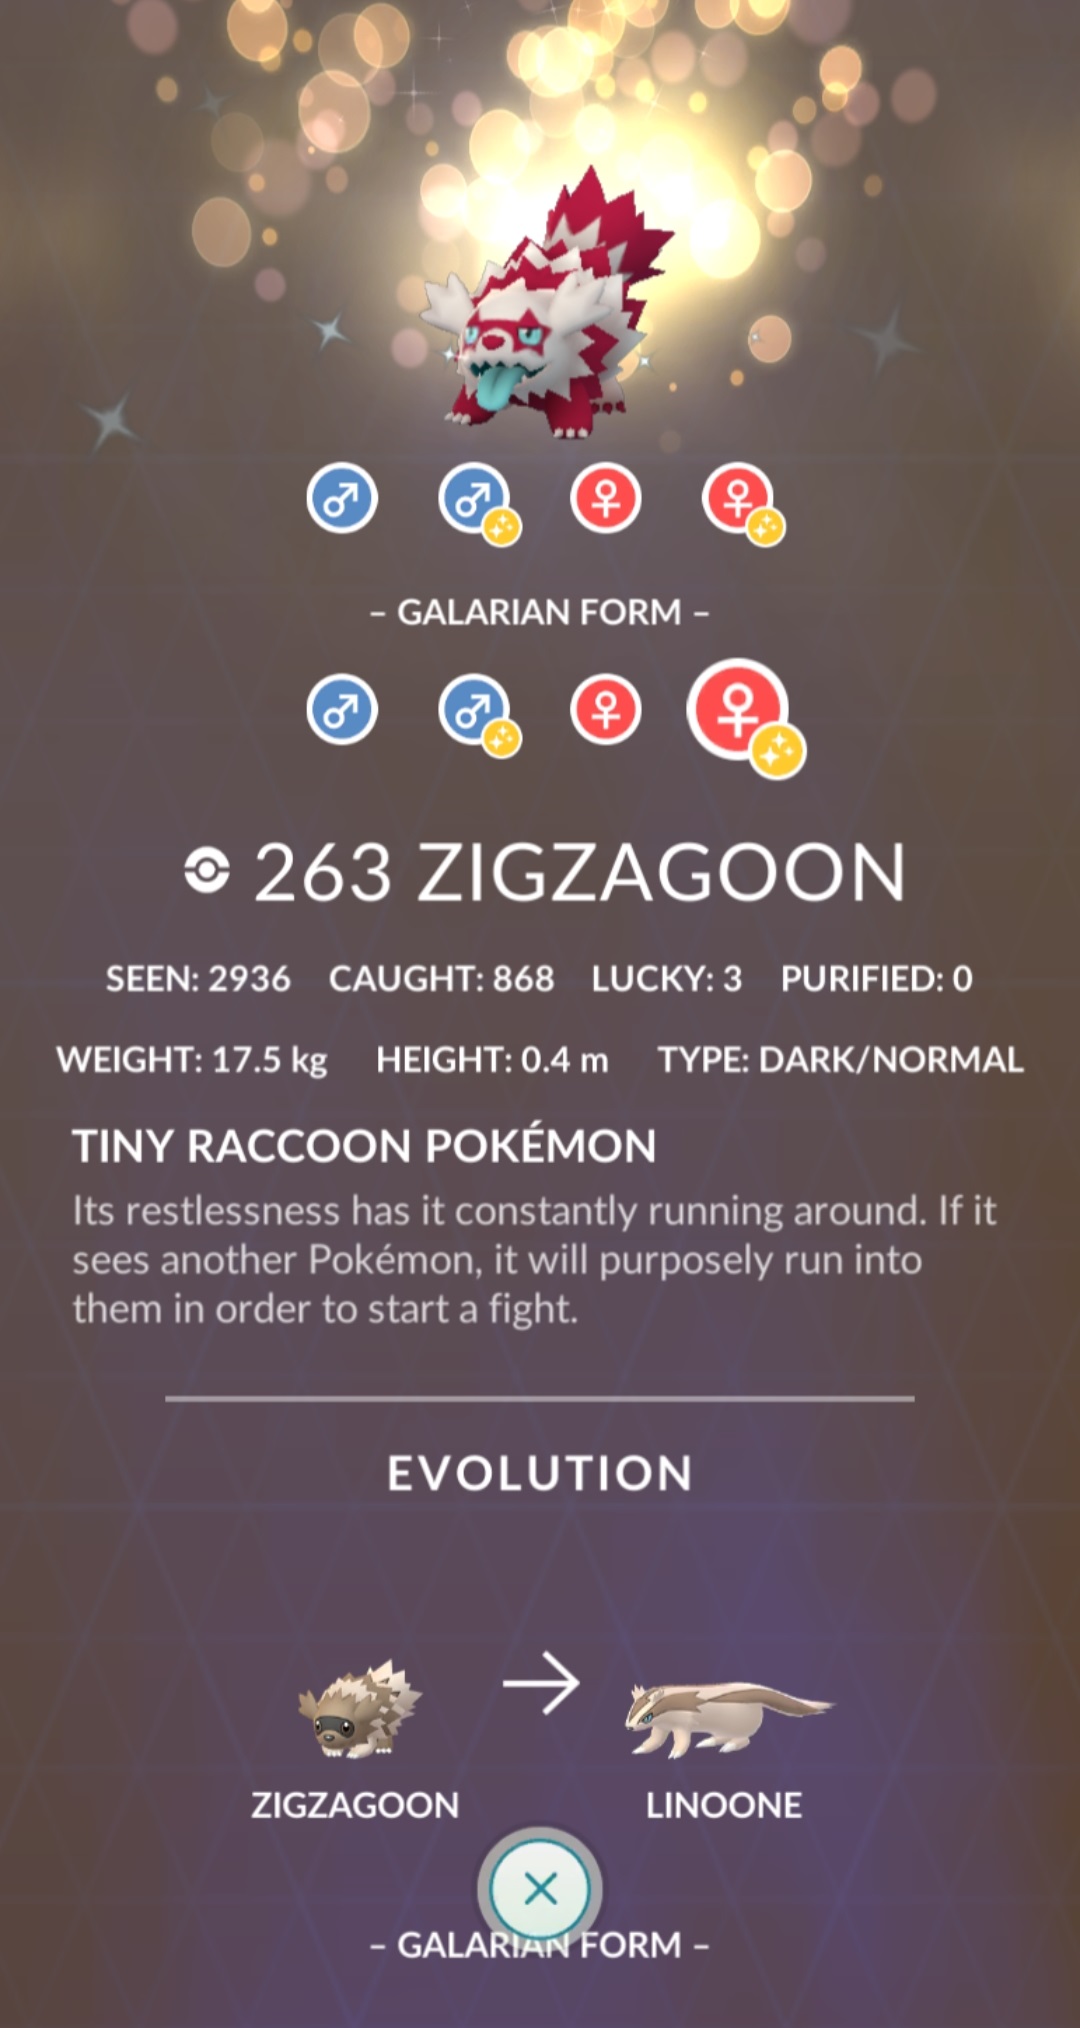 – GALARIAN FORM –
263 ZIGZAGOON
SEEN: 2936 CAUGHT: 868 LUCKY: 3 PURIFIED: 0
WEIGHT: 17.5 kg HEIGHT: 0.4 m TYPE: DARK/NORMAL
TINY RACCOON POKÉMON
Its restlessness has it constantly running around. If it
sees another Pokémon, it will purposely run into
them in order to start a fight.
EVOLUTION
ZIGZAGOON LINOONE
– GALARIAN FORM –